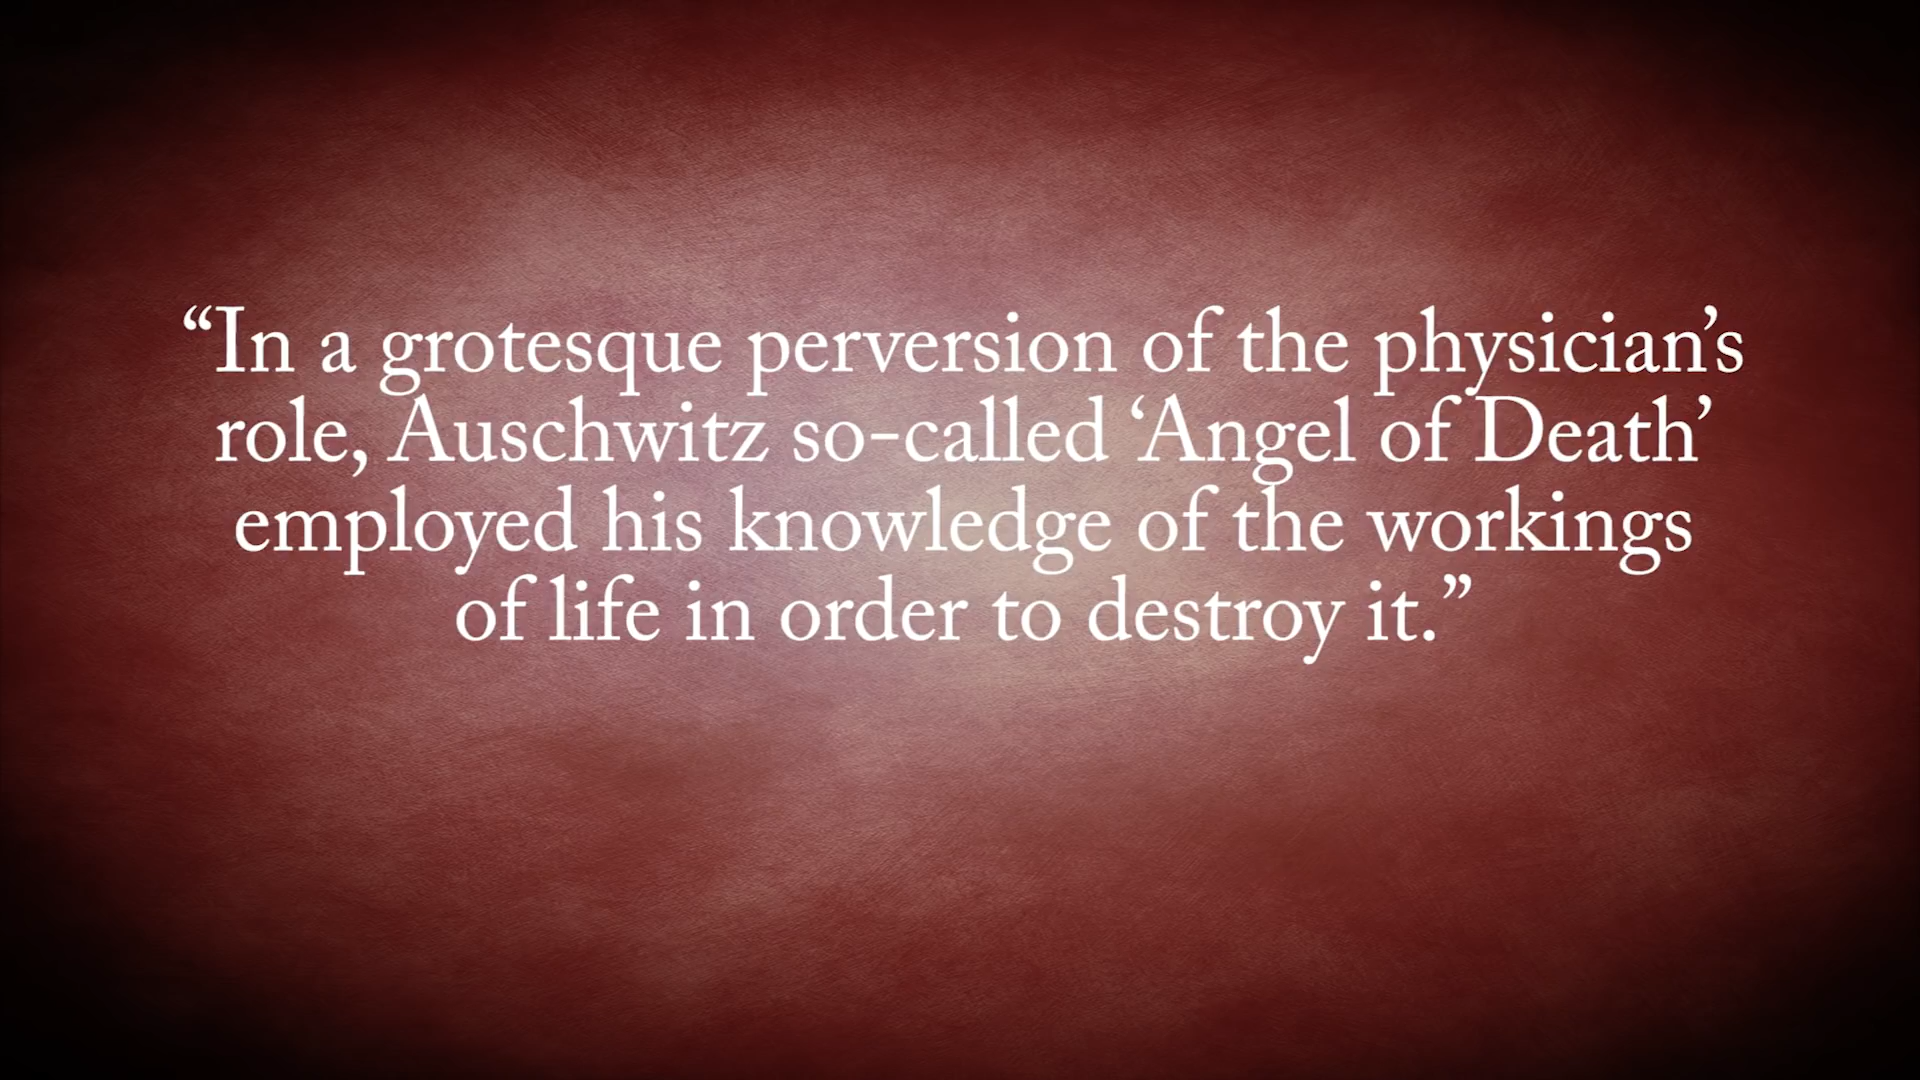 “In a grotesque perversion of the physician’s
role, Auschwitz so-called ‘Angel of Death’
employed his knowledge of the workings
of life in order to destroy it.”